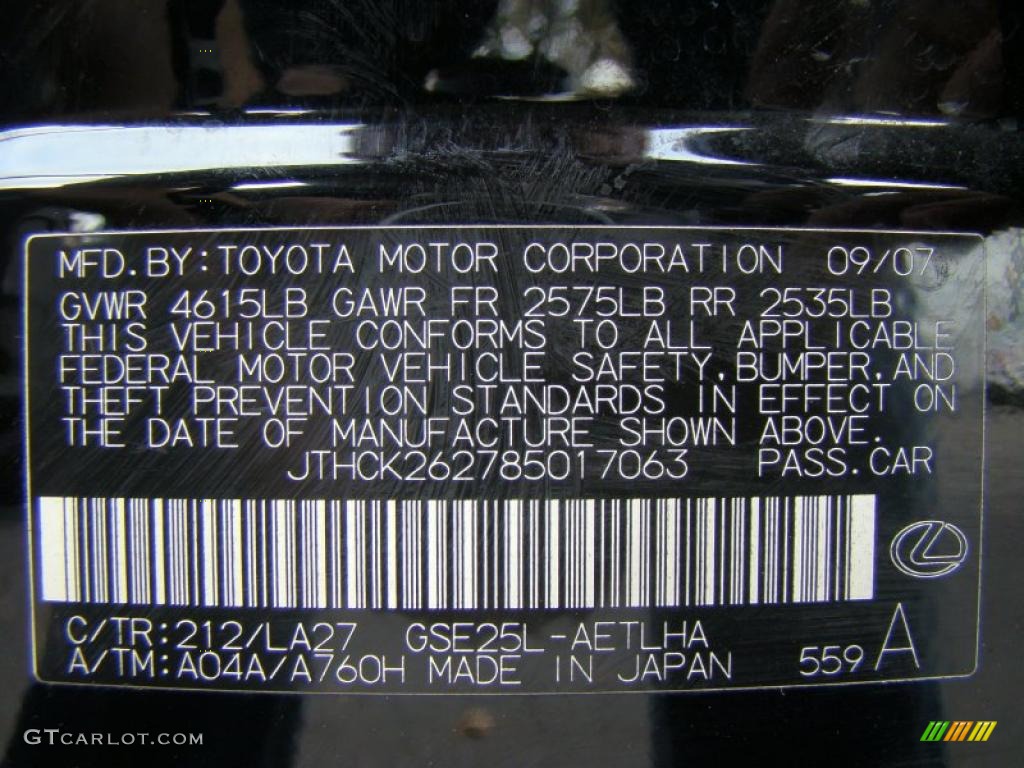 MFD.BY:TOYOTA MOTOR CORPORATION 09/07
GVWR 4615LB GAWR FR 2575LB RR 2535LB
THIS VEHICLE CONFORMS TO ALL APPLICABLE
FEDERAL MOTOR VEHICLE SAFETY,BUMPER,AND
THEFT PREVENTION STANDARDS IN EFFECT ON
THE DATE OF MANUFACTURE SHOWN ABOVE.
JTHCK262785017063 PASS.CAR
C/TR:212/LA27 GSE25L-AETLHA
A/TM:A04A/A760H MADE IN JAPAN 559 A
GTCARLOT.COM